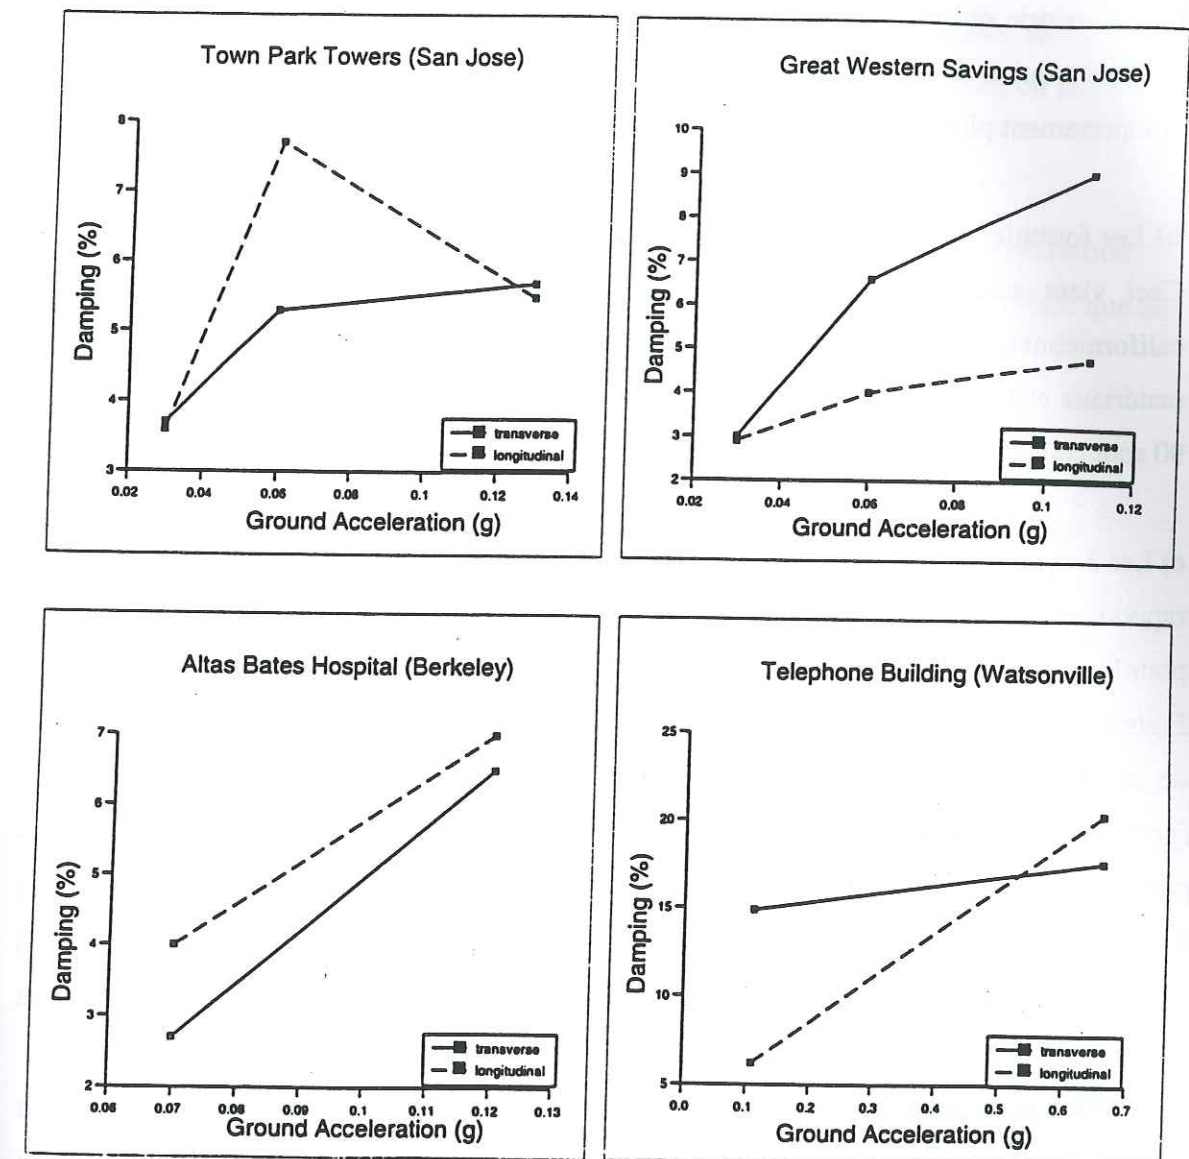 Town Park Towers (San Jose)
8
7
6
5
4
3
Damping (%)
0.02 0.04 0.06 0.08 0.1 0.12 0.14
Ground Acceleration (g)
transverse
longitudinal
Great Western Savings (San Jose)
10
9
8
7
6
5
4
3
2
Damping (%)
0.02 0.04 0.06 0.08 0.1 0.12
Ground Acceleration (g)
transverse
longitudinal
Altas Bates Hospital (Berkeley)
7
6
5
4
3
2
Damping (%)
0.06 0.07 0.08 0.09 0.1 0.11 0.12 0.13
Ground Acceleration (g)
transverse
longitudinal
Telephone Building (Watsonville)
25
20
15
10
5
Damping (%)
0.0 0.1 0.2 0.3 0.4 0.5 0.6 0.7
Ground Acceleration (g)
transverse
longitudinal